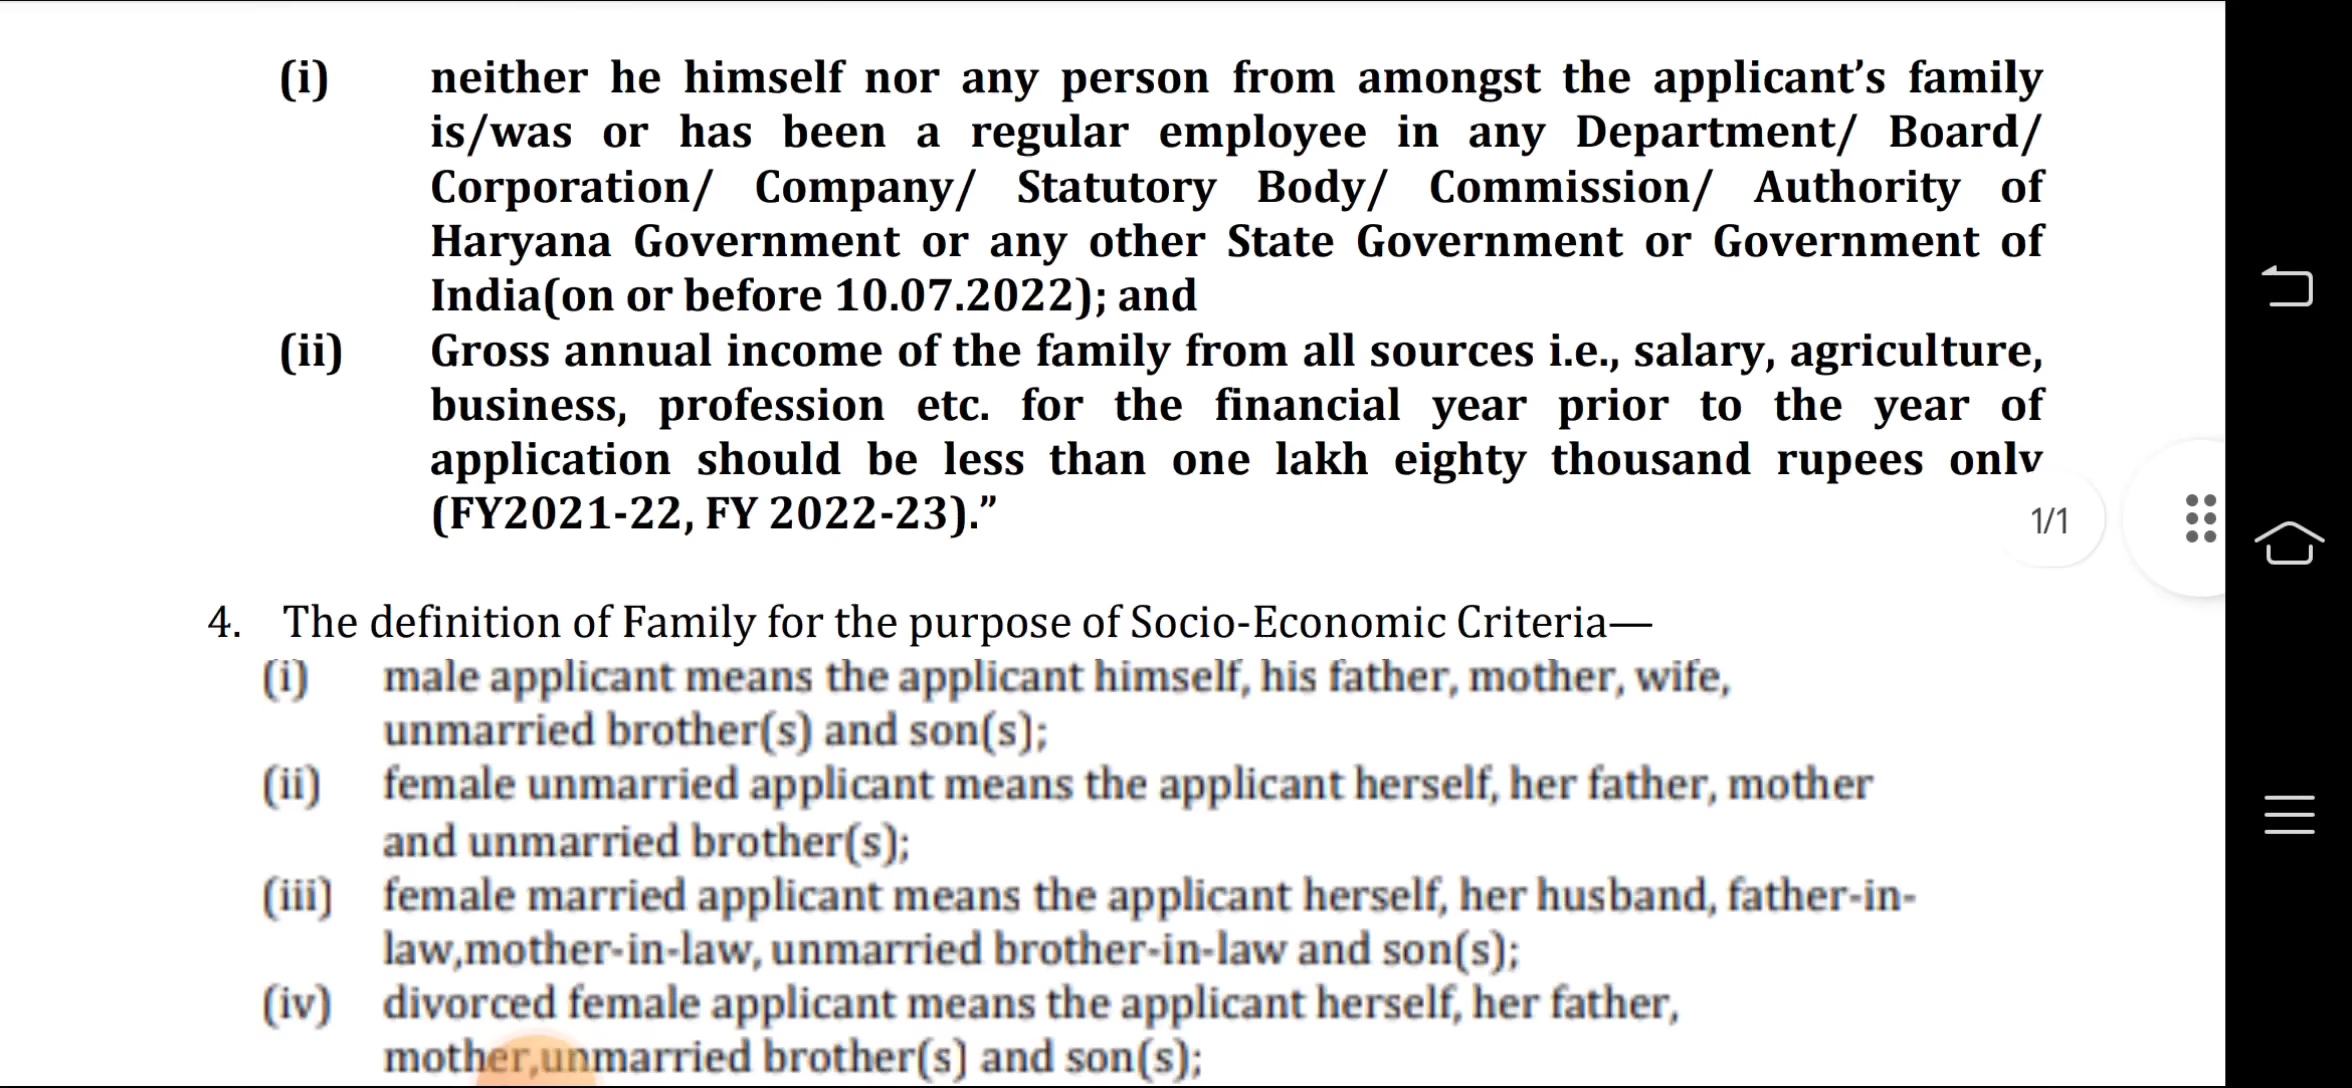 (i) neither he himself nor any person from amongst the applicant's family
is/was or has been a regular employee in any Department/ Board/
Corporation/ Company/ Statutory Body/ Commission/ Authority of
Haryana Government or any other State Government or Government of
India(on or before 10.07.2022); and
(ii) Gross annual income of the family from all sources i.e., salary, agriculture,
business, profession etc. for the financial year prior to the year of
application should be less than one lakh eighty thousand rupees only
(FY2021-22, FY 2022-23).”
1/1
4. The definition of Family for the purpose of Socio-Economic Criteria—
(i) male applicant means the applicant himself, his father, mother, wife,
unmarried brother(s) and son(s);
(ii) female unmarried applicant means the applicant herself, her father, mother
and unmarried brother(s);
(iii) female married applicant means the applicant herself, her husband, father-in-
law,mother-in-law, unmarried brother-in-law and son(s);
(iv) divorced female applicant means the applicant herself, her father,
mother,unmarried brother(s) and son(s);